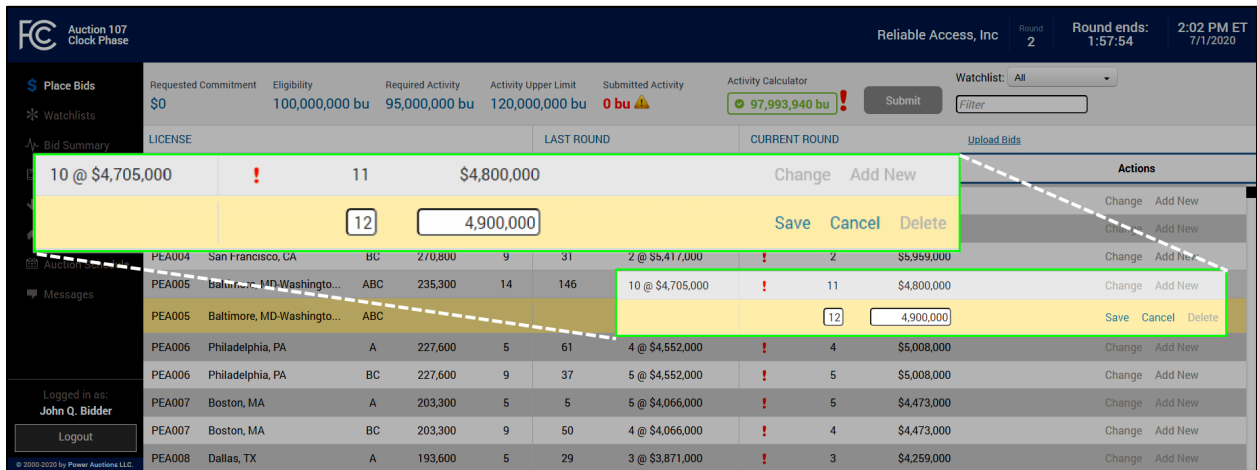 FC Auction 107
Clock Phase
Reliable Access, Inc
Round
2
Round ends:
1:57:54
2:02 PM ET
7/1/2020
Place Bids
Watchlists
Bid Summary
Auction Schedule
Messages
Logged in as:
John Q. Bidder
Logout
© 2000-2020 by Power Auctions LLC.
Requested Commitment
$0
Eligibility
100,000,000 bu
Required Activity
95,000,000 bu
Activity Upper Limit
120,000,000 bu
Submitted Activity
0 bu
Activity Calculator
97,993,940 bu
Submit
Watchlist: All
Filter
LICENSE LAST ROUND CURRENT ROUND Upload Bids
Actions
10 @ $4,705,000 ! 11 $4,800,000 Change Add New
12 4,900,000 Save Cancel Delete
Change Add New
Change Add New
PEA004 San Francisco, CA BC 270,800 9 31 2 @ $5,417,000 ! 2 $5,959,000 Change Add New
PEA005 Baltimore, MD-Washingto... ABC 235,300 14 146 10 @ $4,705,000 ! 11 $4,800,000 Change Add New
PEA005 Baltimore, MD-Washingto... ABC 12 4,900,000 Save Cancel Delete
PEA006 Philadelphia, PA A 227,600 5 61 4 @ $4,552,000 ! 4 $5,008,000 Change Add New
PEA006 Philadelphia, PA BC 227,600 9 37 5 @ $4,552,000 ! 5 $5,008,000 Change Add New
PEA007 Boston, MA A 203,300 5 5 5 @ $4,066,000 ! 5 $4,473,000 Change Add New
PEA007 Boston, MA BC 203,300 9 50 4 @ $4,066,000 ! 4 $4,473,000 Change Add New
PEA008 Dallas, TX A 193,600 5 29 3 @ $3,871,000 ! 3 $4,259,000 Change Add New